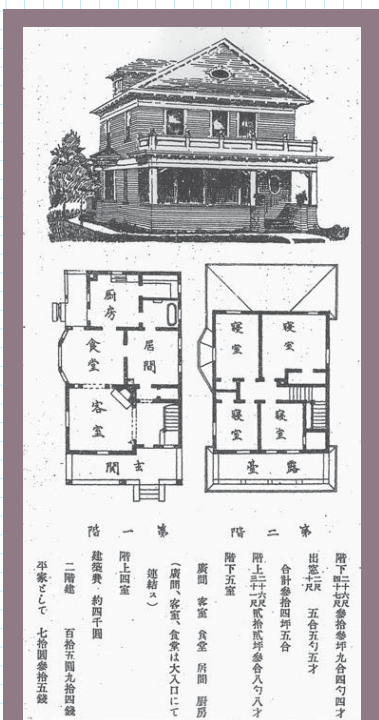 厨房
食堂
居間
客室
玄関
寝室
寝室
寝室
寝室
露臺
第一階
第二階
階下 二十六尺 四十七尺 參拾參坪九合四勺四才
出窓 二尺 十尺 五合五勺五才
合計參拾四坪五合
階上 二十六尺 三十一尺 貳拾貳坪參合八勺八才
階下五室
廣間 客室 食堂 居間 厨房
(廣間、客室、食堂は大入口にて
連結ス)
階上四室
建築費 約四千圓
二階建 百拾五圓九拾四錢
平家として 七拾圓參拾五錢